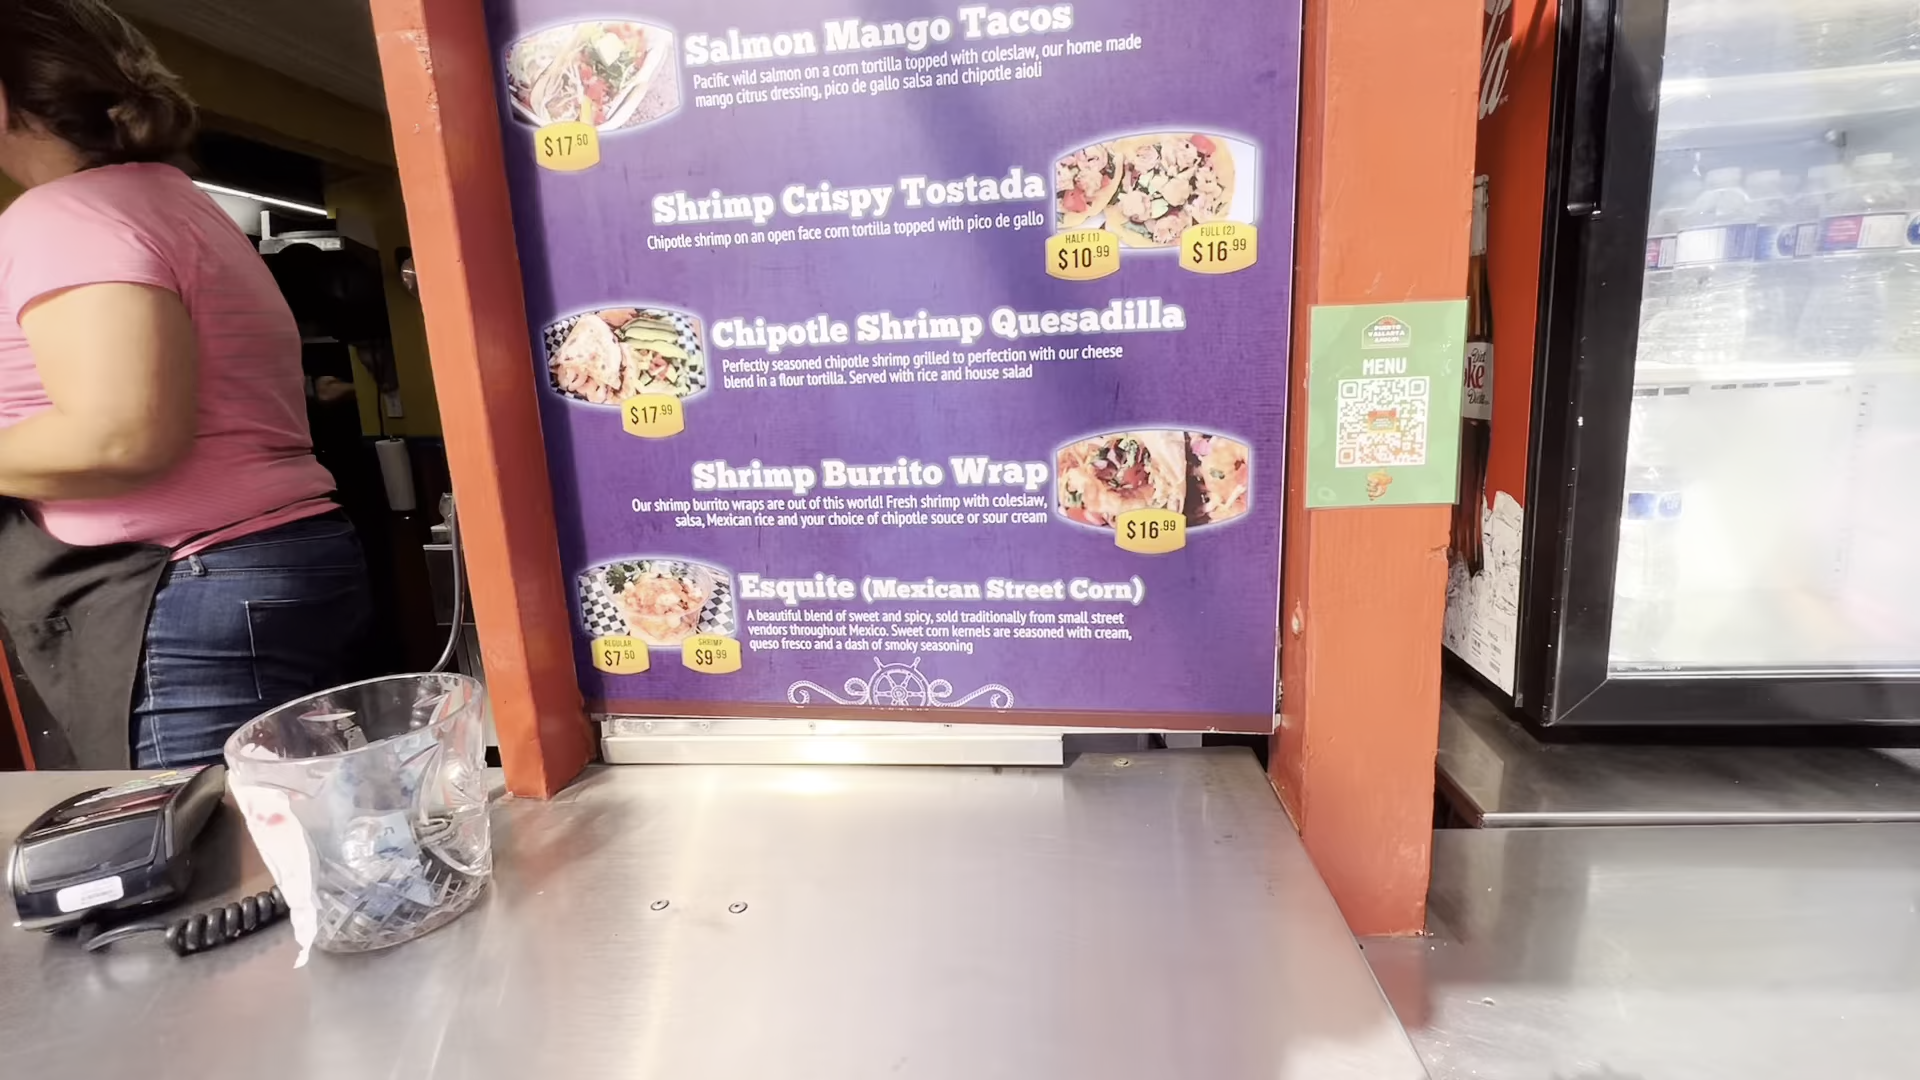 Salmon Mango Tacos
Pacific wild salmon on a corn tortilla topped with coleslaw, our home made
mango citrus dressing, pico de gallo salsa and chipotle aioli
$17.50
Shrimp Crispy Tostada
Chipotle shrimp on an open face corn tortilla topped with pico de gallo
HALF (1)
$10.99
FULL (2)
$16.99
Chipotle Shrimp Quesadilla
Perfectly seasoned chipotle shrimp grilled to perfection with our cheese
blend in a flour tortilla. Served with rice and house salad
$17.99
Shrimp Burrito Wrap
Our shrimp burrito wraps are out of this world! Fresh shrimp with coleslaw,
salsa, Mexican rice and your choice of chipotle souce or sour cream
$16.99
Esquite (Mexican Street Corn)
A beautiful blend of sweet and spicy, sold traditionally from small street
vendors throughout Mexico. Sweet corn kernels are seasoned with cream,
queso fresco and a dash of smoky seasoning
REGULAR
$7.50
SHRIMP
$9.99
PUERTO
VALLARTA
MENU